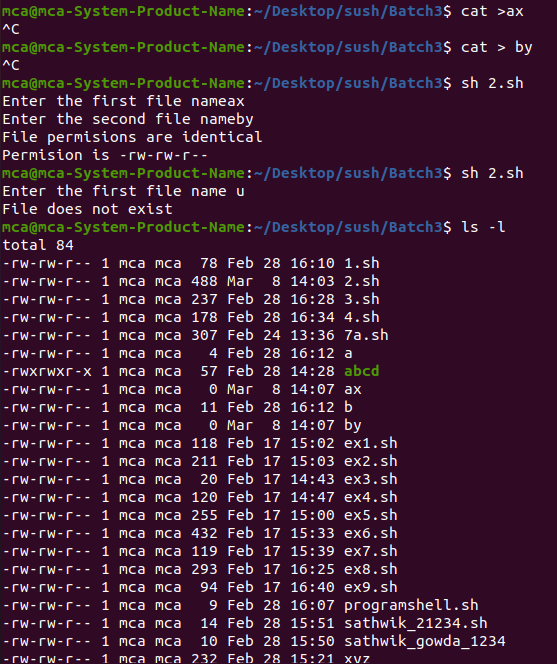 mca@mca-System-Product-Name:~/Desktop/sush/Batch3$ cat >ax
^C
mca@mca-System-Product-Name:~/Desktop/sush/Batch3$ cat > by
^C
mca@mca-System-Product-Name:~/Desktop/sush/Batch3$ sh 2.sh
Enter the first file nameax
Enter the second file nameby
File permisions are identical
Permision is -rw-rw-r--
mca@mca-System-Product-Name:~/Desktop/sush/Batch3$ sh 2.sh
Enter the first file name u
File does not exist
mca@mca-System-Product-Name:~/Desktop/sush/Batch3$ ls -l
total 84
-rw-rw-r-- 1 mca mca  78 Feb 28 16:10 1.sh
-rw-rw-r-- 1 mca mca 488 Mar  8 14:03 2.sh
-rw-rw-r-- 1 mca mca 237 Feb 28 16:28 3.sh
-rw-rw-r-- 1 mca mca 178 Feb 28 16:34 4.sh
-rw-rw-r-- 1 mca mca 307 Feb 24 13:36 7a.sh
-rw-rw-r-- 1 mca mca   4 Feb 28 16:12 a
-rwxrwxr-x 1 mca mca  57 Feb 28 14:28 abcd
-rw-rw-r-- 1 mca mca   0 Mar  8 14:07 ax
-rw-rw-r-- 1 mca mca  11 Feb 28 16:12 b
-rw-rw-r-- 1 mca mca   0 Mar  8 14:07 by
-rw-rw-r-- 1 mca mca 118 Feb 17 15:02 ex1.sh
-rw-rw-r-- 1 mca mca 211 Feb 17 15:03 ex2.sh
-rw-rw-r-- 1 mca mca  20 Feb 17 14:43 ex3.sh
-rw-rw-r-- 1 mca mca 120 Feb 17 14:47 ex4.sh
-rw-rw-r-- 1 mca mca 255 Feb 17 15:00 ex5.sh
-rw-rw-r-- 1 mca mca 432 Feb 17 15:33 ex6.sh
-rw-rw-r-- 1 mca mca 119 Feb 17 15:39 ex7.sh
-rw-rw-r-- 1 mca mca 293 Feb 17 16:25 ex8.sh
-rw-rw-r-- 1 mca mca  94 Feb 17 16:40 ex9.sh
-rw-rw-r-- 1 mca mca   9 Feb 28 16:07 programshell.sh
-rw-rw-r-- 1 mca mca  14 Feb 28 15:51 sathwik_21234.sh
-rw-rw-r-- 1 mca mca  10 Feb 28 15:50 sathwik_gowda_1234
-rw-rw-r-- 1 mca mca 232 Feb 28 15:21 xyz